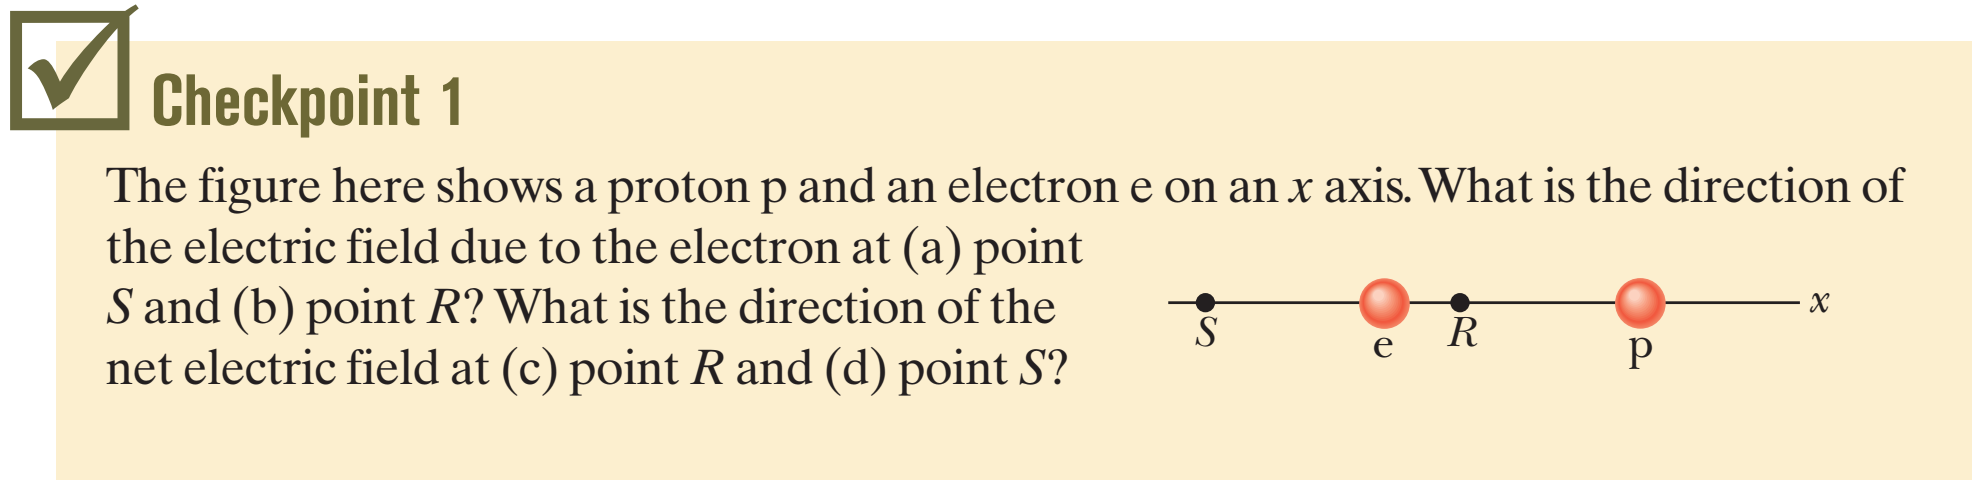 Checkpoint 1
The figure here shows a proton p and an electron e on an x axis. What is the direction of
the electric field due to the electron at (a) point
S and (b) point R? What is the direction of the
net electric field at (c) point R and (d) point S?
S e R p x